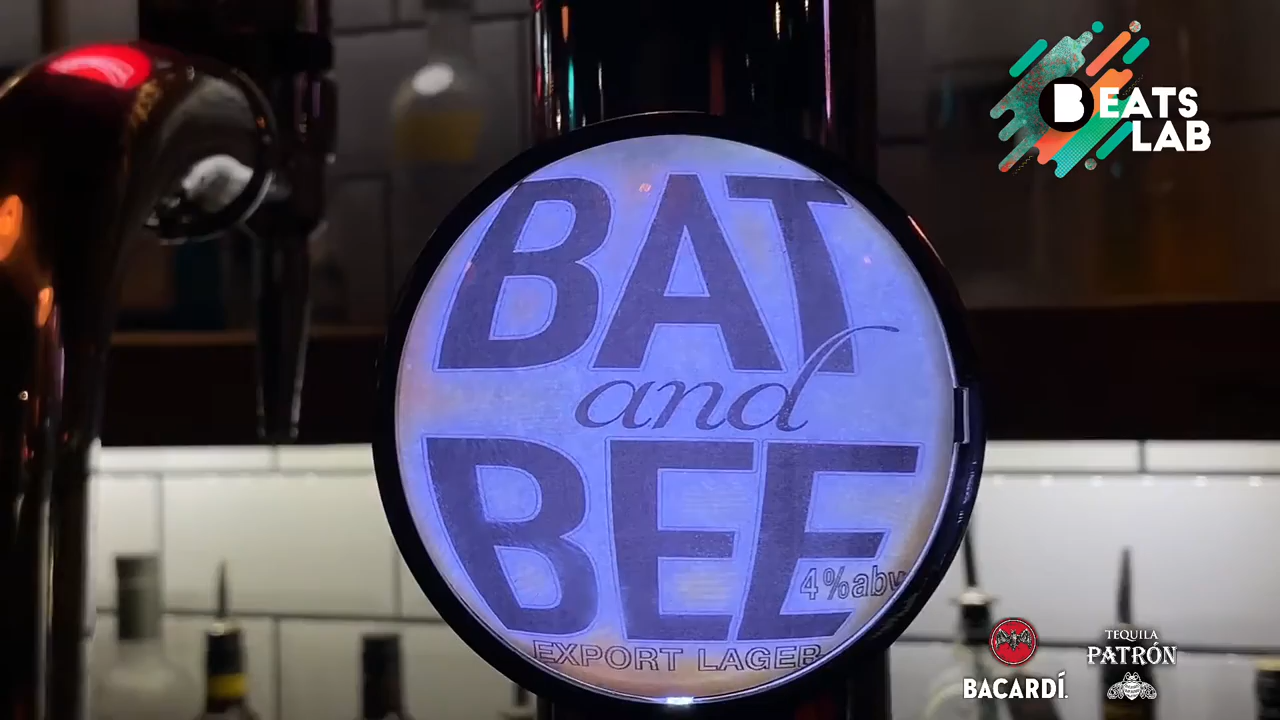 BEATS
LAB
BAT
and
BEE
4%abv
EXPORT LAGER
BACARDÍ.
TEQUILA
PATRÓN